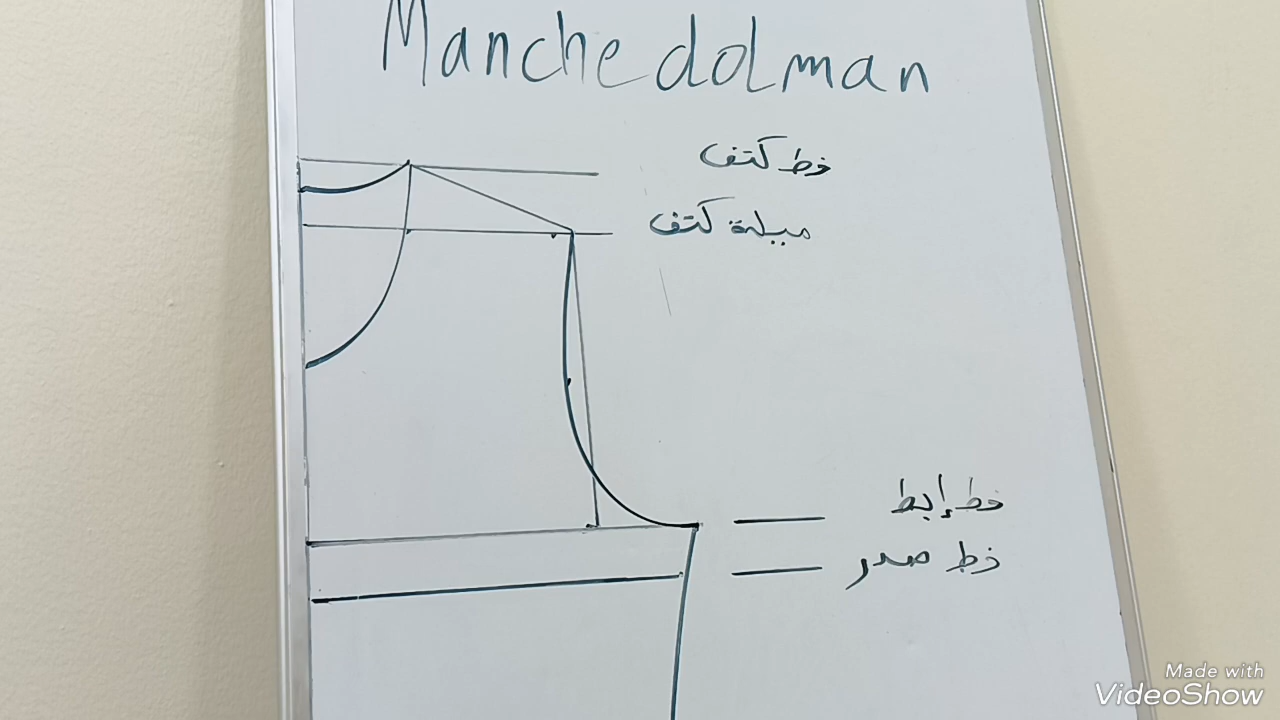 Manche dolman
خط كتف
ميلة كتف
خط إبط
خط صدر
Made with
VideoShow